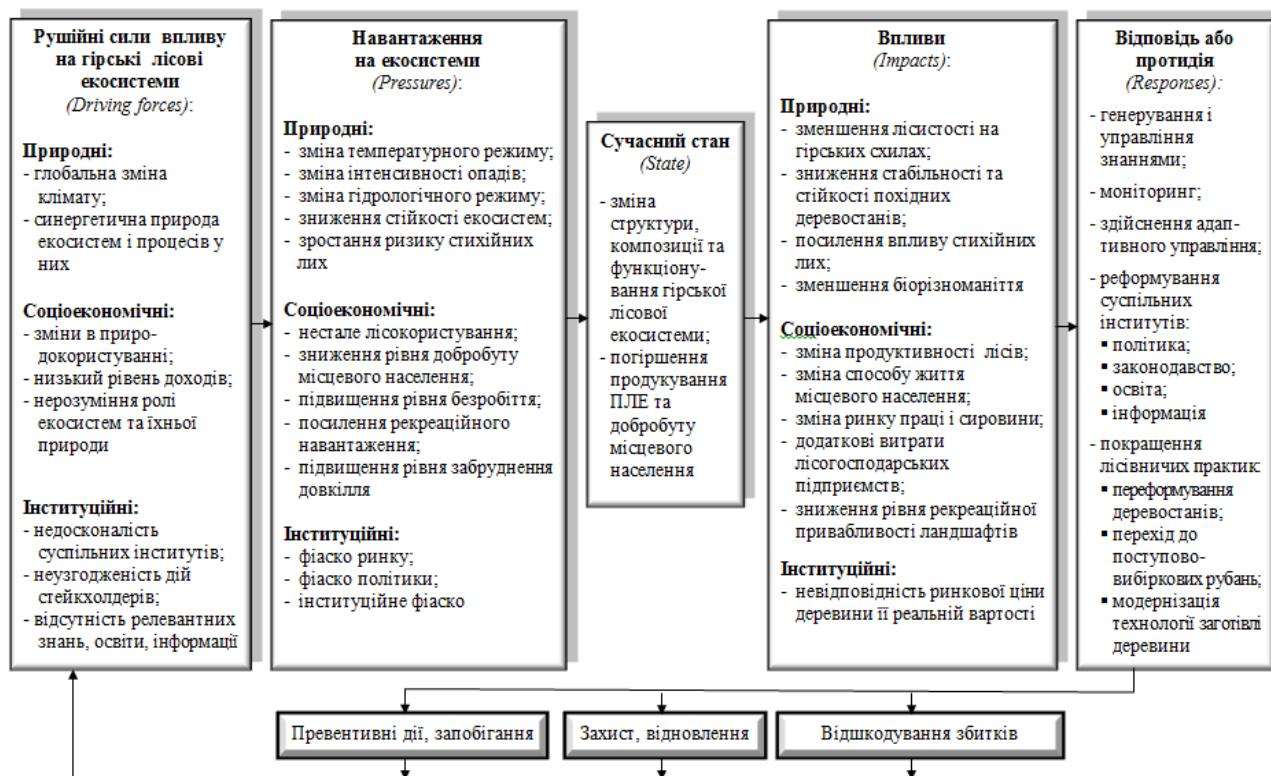 Рушійні сили впливу
на гірські лісові
екосистеми
(Driving forces):
Природні:
- глобальна зміна
клімату;
- синергетична природа
екосистем і процесів у
них
Соціоекономічні:
- зміни в приро-
докористуванні;
- низький рівень доходів;
- нерозуміння ролі
екосистем та їхньої
природи
Інституційні:
- недосконалість
суспільних інститутів;
- неузгодженість дій
стейкхолдерів;
- відсутність релевантних
знань, освіти, інформації
Навантаження
на екосистеми
(Pressures):
Природні:
- зміна температурного режиму;
- зміна інтенсивності опадів;
- зміна гідрологічного режиму;
- зниження стійкості екосистем;
- зростання ризику стихійних
лих
Соціоекономічні:
- нестале лісокористування;
- зниження рівня добробуту
місцевого населення;
- підвищення рівня безробіття;
- посилення рекреаційного
навантаження;
- підвищення рівня забруднення
довкілля
Інституційні:
- фіаско ринку;
- фіаско політики;
- інституційне фіаско
Сучасний стан
(State)
- зміна
структури,
композиції та
функціону-
вання гірської
лісової
екосистеми;
- погіршення
продукування
ПЛЕ та
добробуту
місцевого
населення
Впливи
(Impacts):
Природні:
- зменшення лісистості на
гірських схилах;
- зниження стабільності та
стійкості похідних
деревостанів;
- посилення впливу стихійних
лих;
- зменшення біорізноманіття
Соціоекономічні:
- зміна продуктивності лісів;
- зміна способу життя
місцевого населення;
- зміна ринку праці і сировини;
- додаткові витрати
лісогосподарських
підприємств;
- зниження рівня рекреаційної
привабливості ландшафтів
Інституційні:
- невідповідність ринкової ціни
деревини її реальній вартості
Відповідь або
протидія
(Responses):
- генерування і
управління
знаннями;
- моніторинг;
- здійснення адап-
тивного управління;
- реформування
суспільних
інститутів:
▪ політика;
▪ законодавство;
▪ освіта;
▪ інформація
- покращення
лісівничих практик:
▪ переформування
деревостанів;
▪ перехід до
поступово-
вибіркових рубань;
▪ модернізація
технології заготівлі
деревини
Превентивні дії, запобігання
Захист, відновлення
Відшкодування збитків